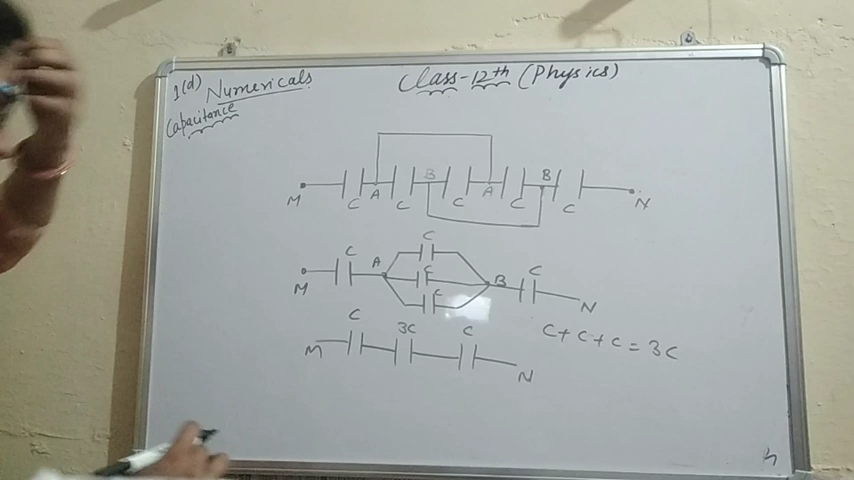 1(d) Numericals Class-12th (Physics)
Capacitance
M C A C B C A C B C N
M C A C C C B C N
C + C + C = 3C
M C 3C C N